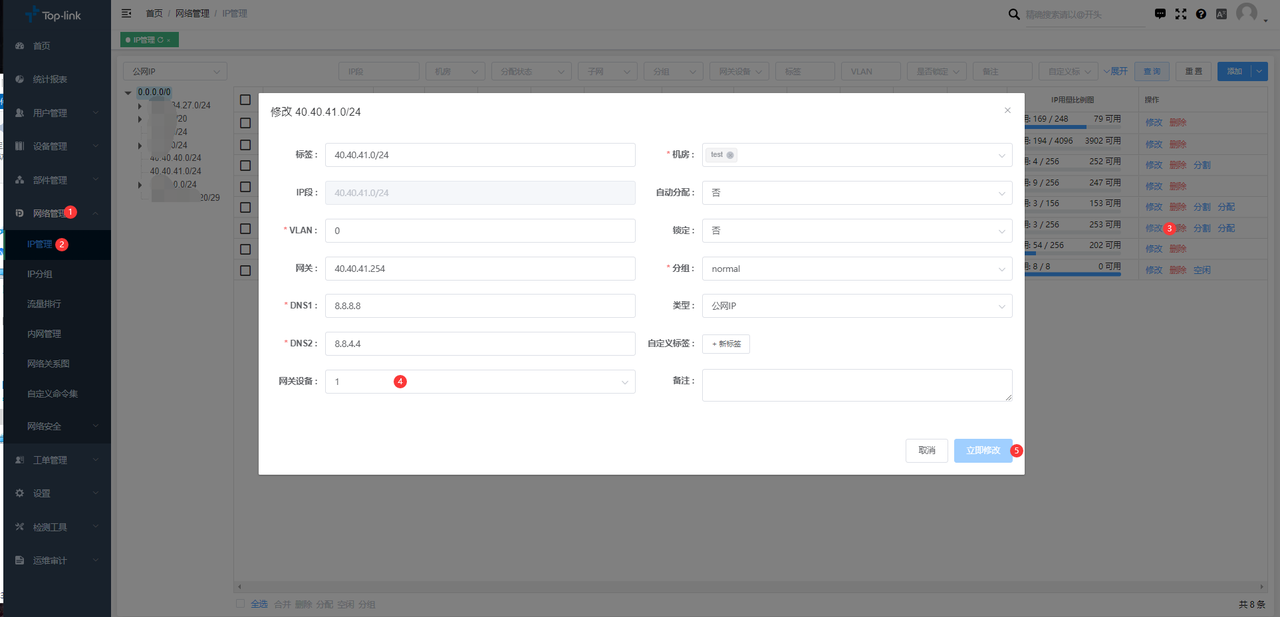 Top-link
首页 / 网络管理 / IP管理
精确搜索请以@开头
IP管理
首页
统计报表
用户管理
设备管理
部件管理
网络管理 1
IP管理 2
IP分组
流量排行
内网管理
网络关系图
自定义命令集
网络安全
工单管理
设置
检测工具
运维审计
公网IP
IP段 机房 分配状态 子网 分组 网关设备 标签 VLAN 是否锁定 备注 自定义标 展开 查询 重置 添加
0.0.0.0/0
34.27.0/24
/20
/24
/24
40.40.40.0/24
40.40.41.0/24
0.0/24
20/29
IP用量比例图 操作
169 / 248 79 可用 修改 删除
194 / 4096 3902 可用 修改 删除
4 / 256 252 可用 修改 删除 分割
9 / 256 247 可用 修改 删除
3 / 156 153 可用 修改 删除 分割 分配
3 / 256 253 可用 修改 3 删除 分割 分配
54 / 256 202 可用 修改 删除
8 / 8 0 可用 修改 删除 空闲
修改 40.40.41.0/24
标签： 40.40.41.0/24
* 机房： test
IP段： 40.40.41.0/24
自动分配： 否
* VLAN： 0
锁定： 否
网关： 40.40.41.254
* 分组： normal
* DNS1： 8.8.8.8
类型： 公网IP
* DNS2： 8.8.4.4
自定义标签： + 新标签
网关设备： 1 4
备注：
取消 立即修改 5
全选 合并 删除 分配 空闲 分组
共 8 条